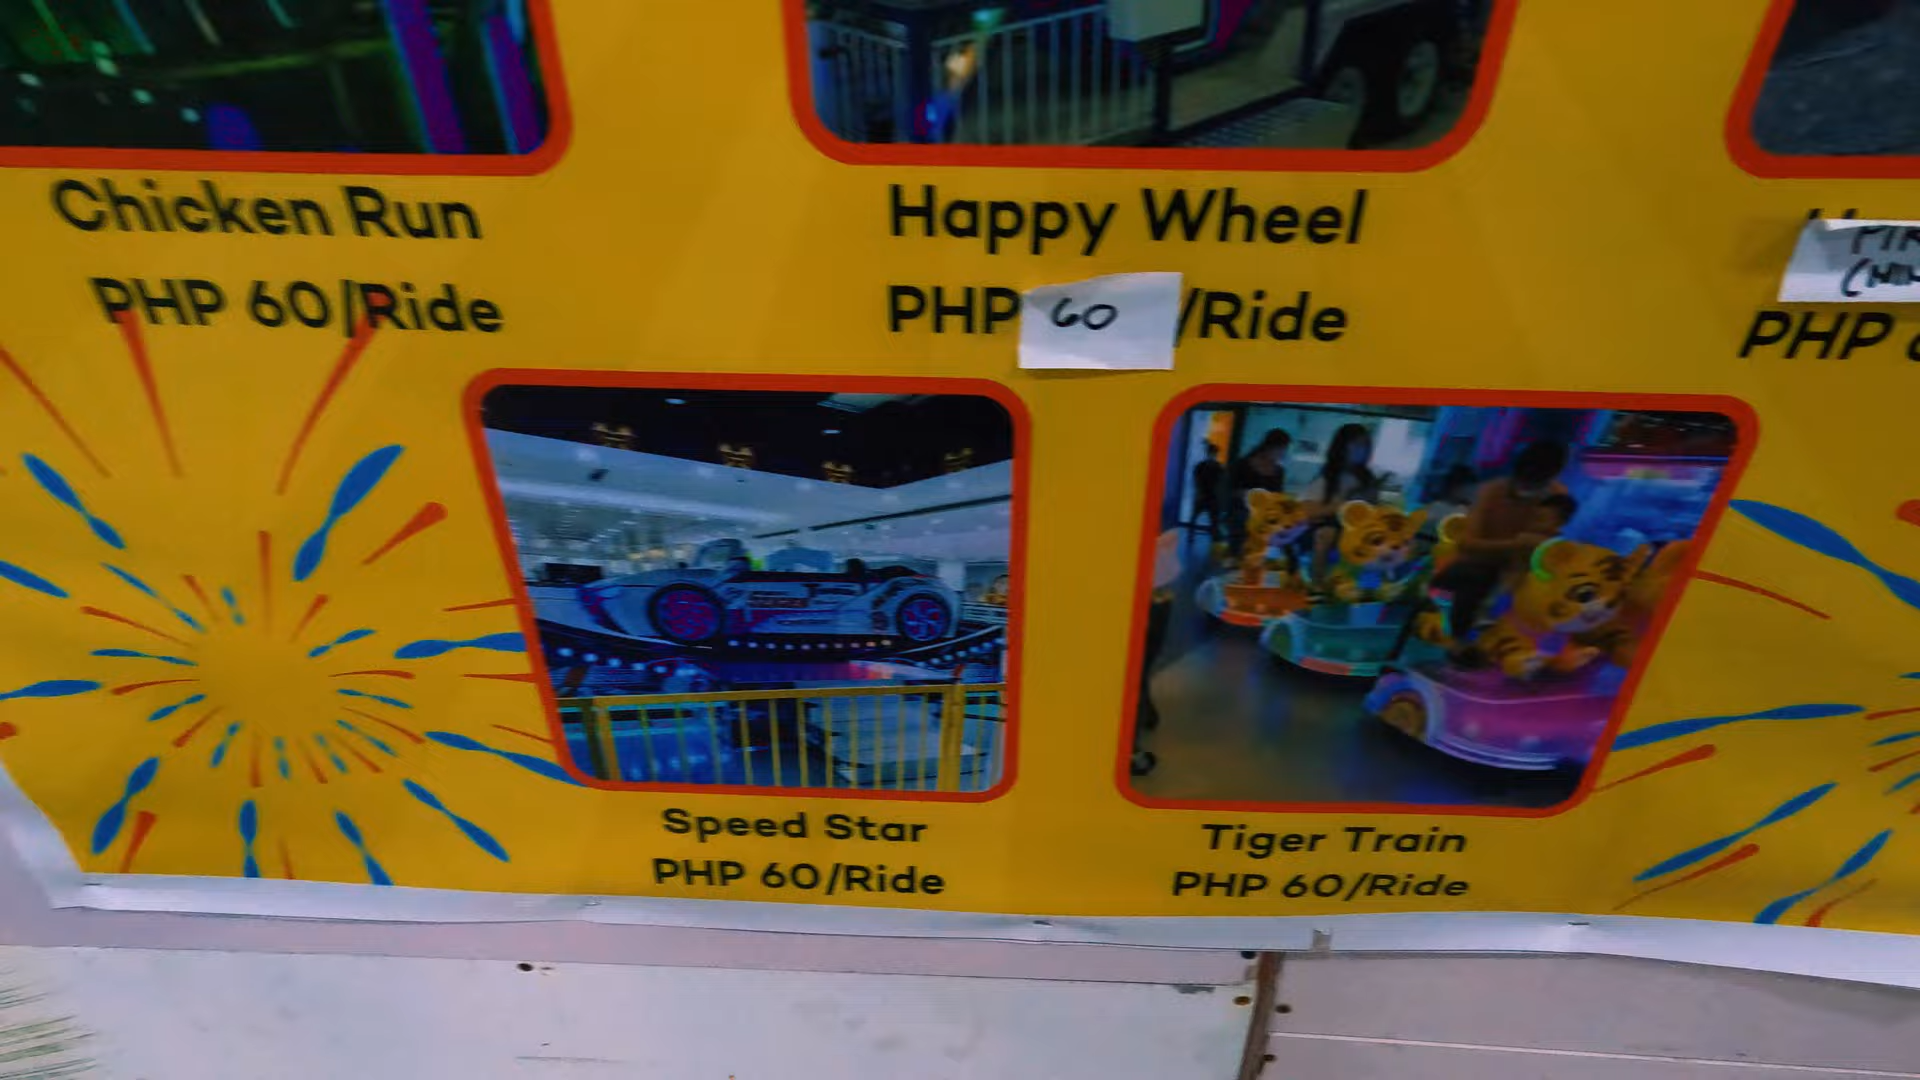 Chicken Run
PHP 60/Ride
Happy Wheel
PHP 60 /Ride
PHP
Speed Star
PHP 60/Ride
Tiger Train
PHP 60/Ride